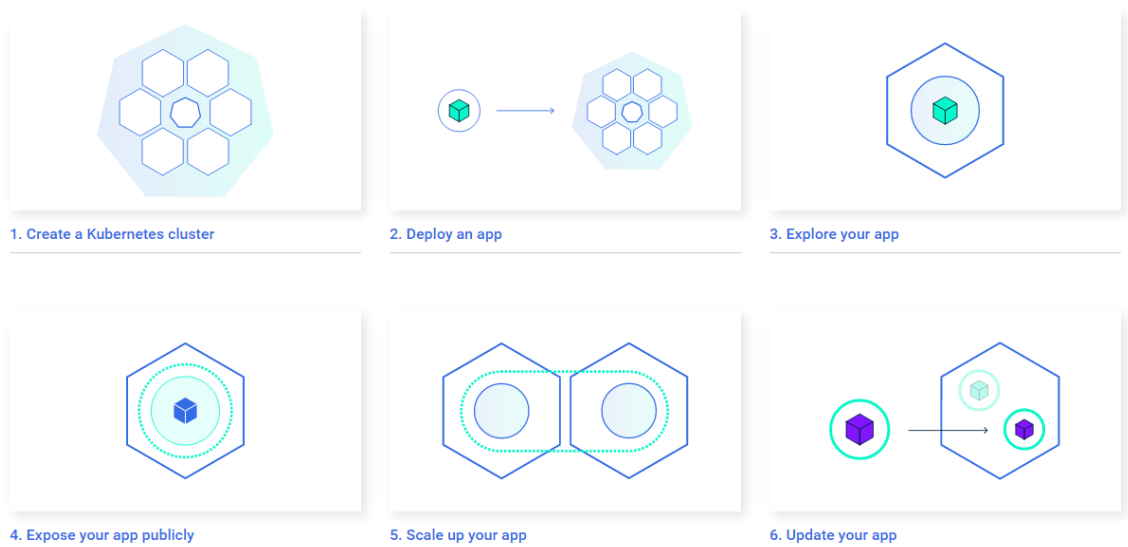 1. Create a Kubernetes cluster
2. Deploy an app
3. Explore your app
4. Expose your app publicly
5. Scale up your app
6. Update your app